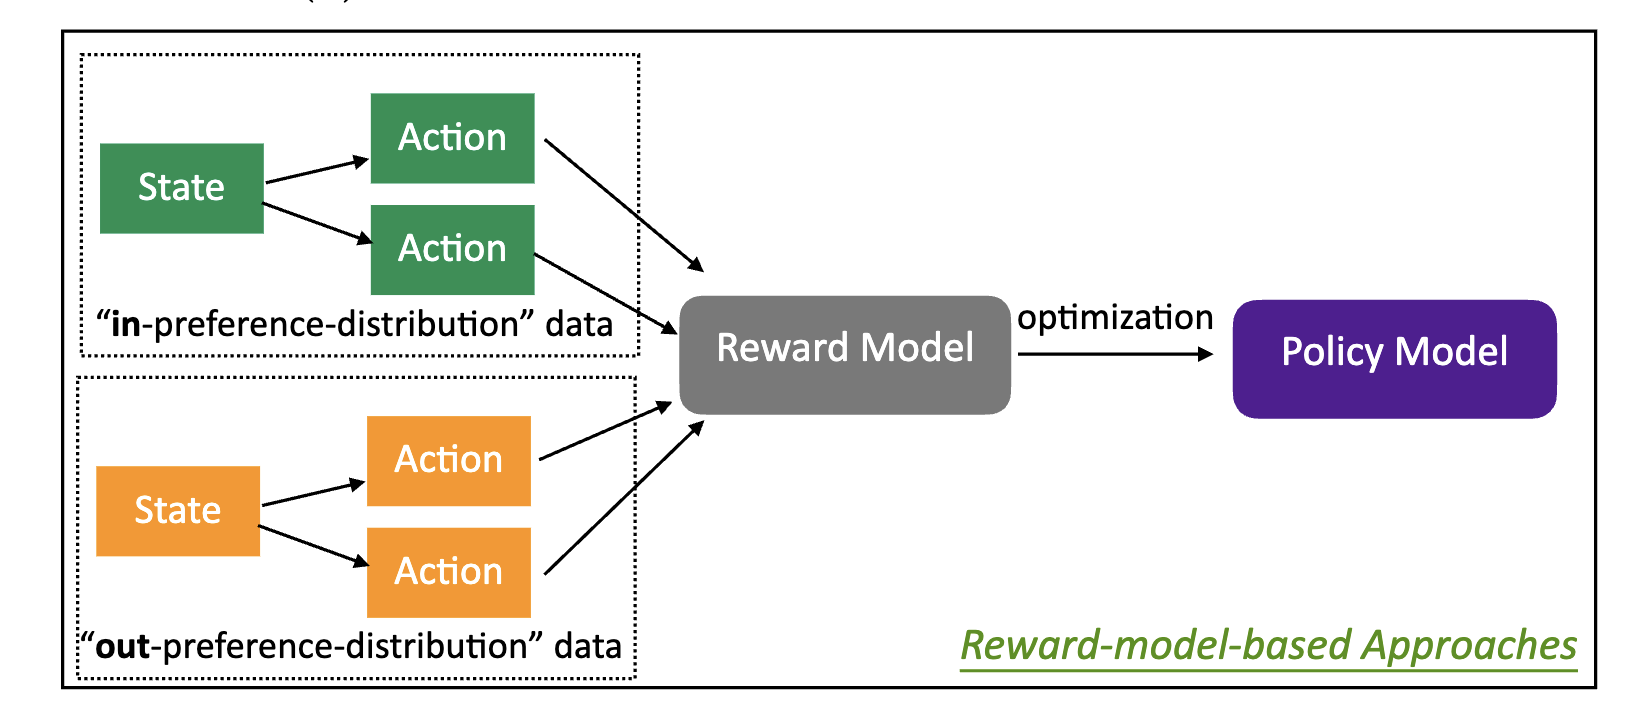 State
Action
Action
“in-preference-distribution” data
Reward Model
optimization
Policy Model
State
Action
Action
“out-preference-distribution” data
Reward-model-based Approaches